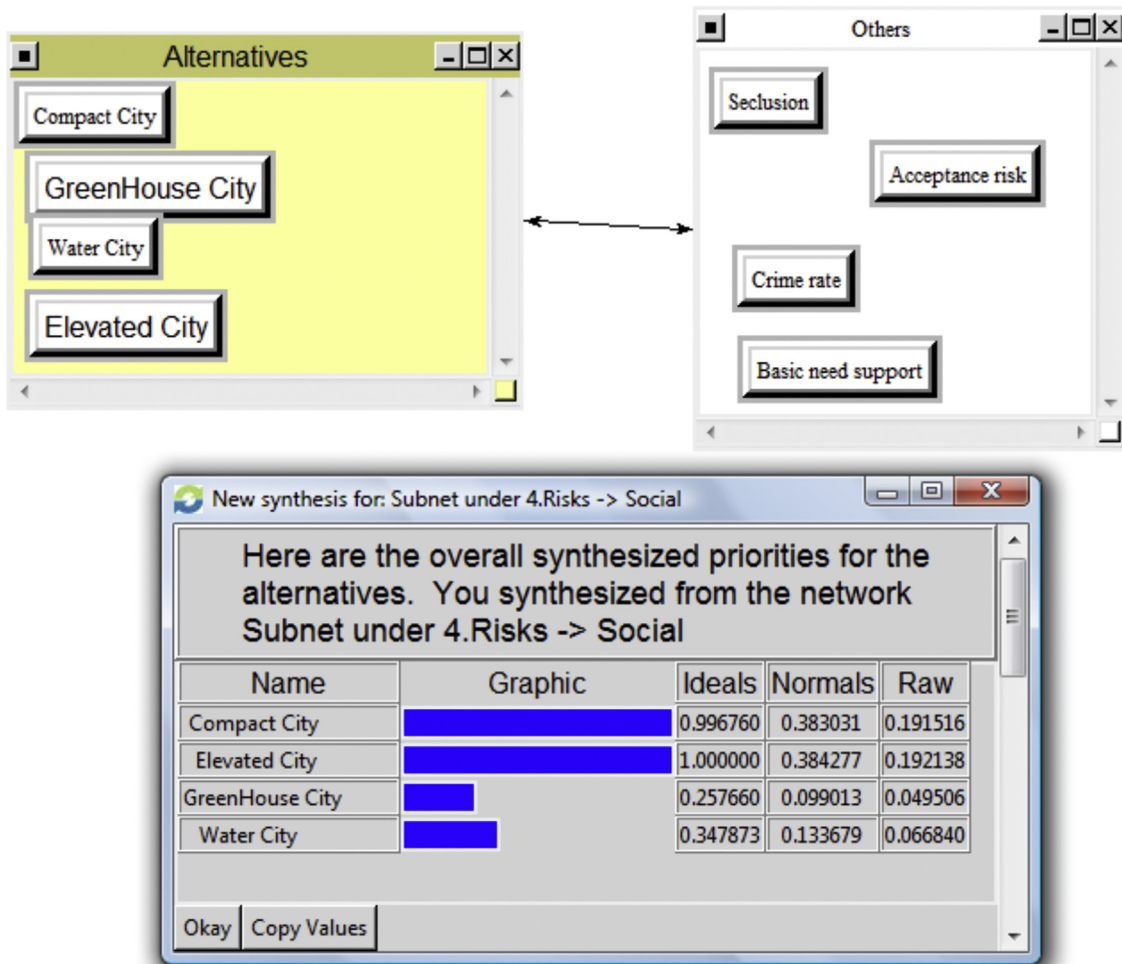 Alternatives
Compact City
GreenHouse City
Water City
Elevated City
Others
Seclusion
Acceptance risk
Crime rate
Basic need support
New synthesis for: Subnet under 4.Risks -> Social
Here are the overall synthesized priorities for the
alternatives. You synthesized from the network
Subnet under 4.Risks -> Social
Name Graphic Ideals Normals Raw
Compact City 0.996760 0.383031 0.191516
Elevated City 1.000000 0.384277 0.192138
GreenHouse City 0.257660 0.099013 0.049506
Water City 0.347873 0.133679 0.066840
Okay Copy Values